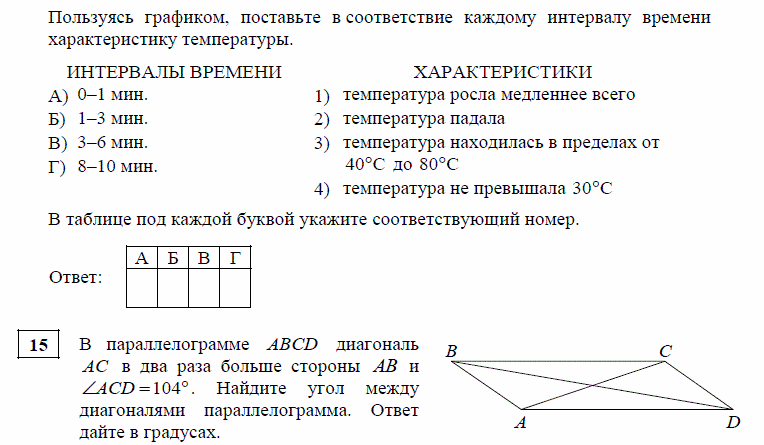 Пользуясь графиком, поставьте в соответствие каждому интервалу времени
характеристику температуры.
ИНТЕРВАЛЫ ВРЕМЕНИ
А) 0–1 мин.
Б) 1–3 мин.
В) 3–6 мин.
Г) 8–10 мин.
ХАРАКТЕРИСТИКИ
1) температура росла медленнее всего
2) температура падала
3) температура находилась в пределах от
40°C до 80°C
4) температура не превышала 30°C
В таблице под каждой буквой укажите соответствующий номер.
Ответ:
А Б В Г
15
В параллелограмме ABCD диагональ
AC в два раза больше стороны AB и
∠ACD=104°. Найдите угол между
диагоналями параллелограмма. Ответ
дайте в градусах.
B C
A D